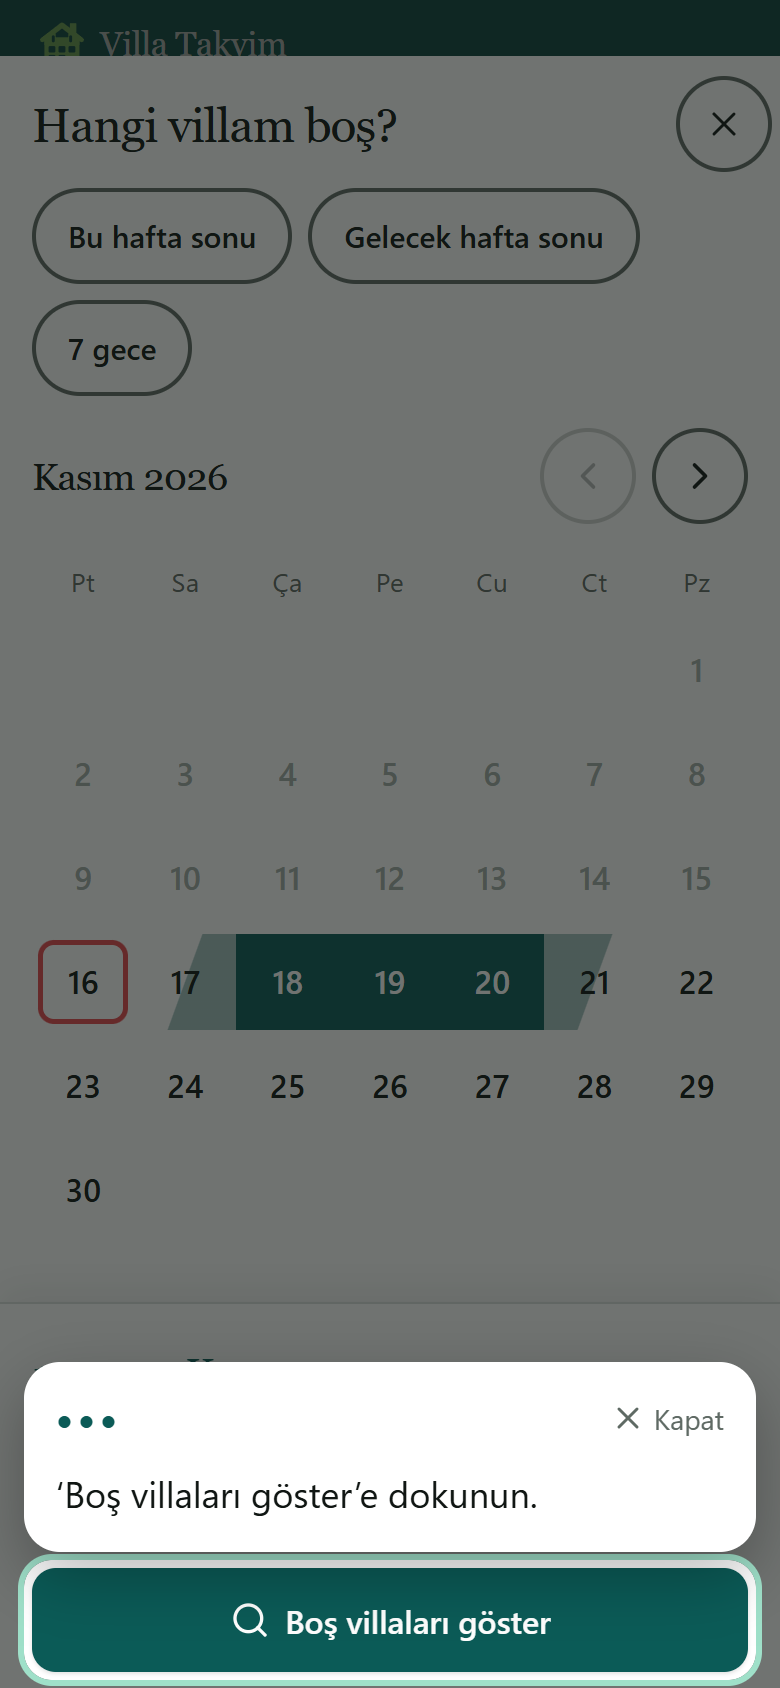 Villa Takvim
Hangi villam boş?
Bu hafta sonu
Gelecek hafta sonu
7 gece
Kasım 2026
Pt Sa Ça Pe Cu Ct Pz
1
2 3 4 5 6 7 8
9 10 11 12 13 14 15
16 17 18 19 20 21 22
23 24 25 26 27 28 29
30
Kapat
‘Boş villaları göster’e dokunun.
Boş villaları göster